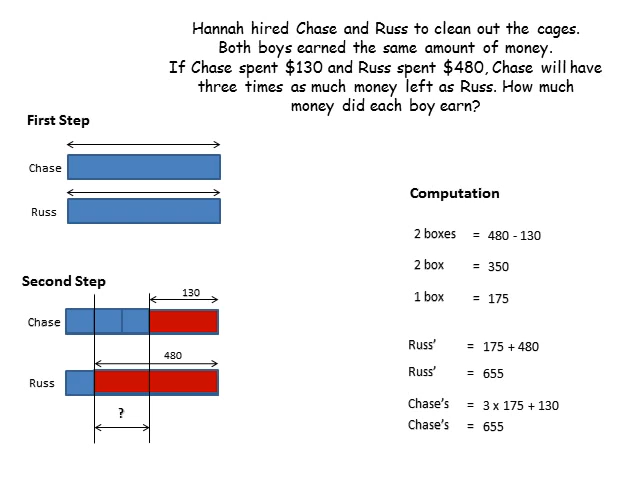 Hannah hired Chase and Russ to clean out the cages.
Both boys earned the same amount of money.
If Chase spent $130 and Russ spent $480, Chase will have
three times as much money left as Russ. How much
money did each boy earn?
First Step
Chase
Russ
Second Step
130
Chase
480
Russ
?
Computation
2 boxes = 480 - 130
2 box = 350
1 box = 175
Russ' = 175 + 480
Russ' = 655
Chase's = 3 x 175 + 130
Chase's = 655